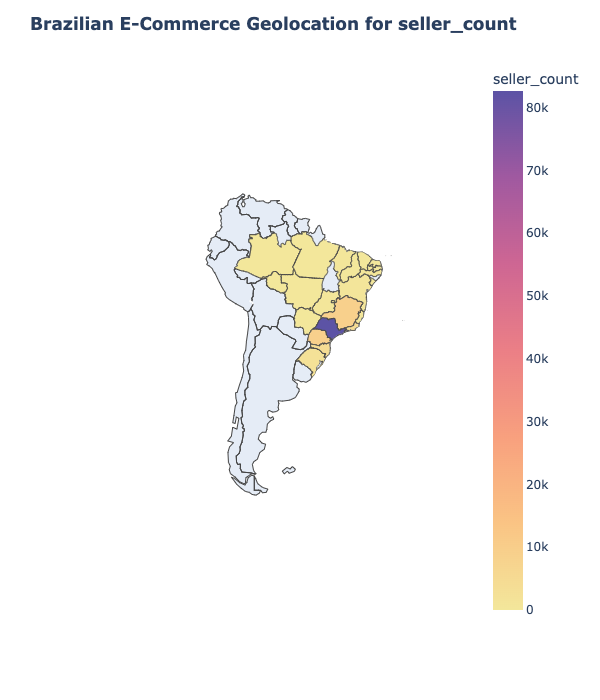 Brazilian E-Commerce Geolocation for seller_count
seller_count
80k
70k
60k
50k
40k
30k
20k
10k
0